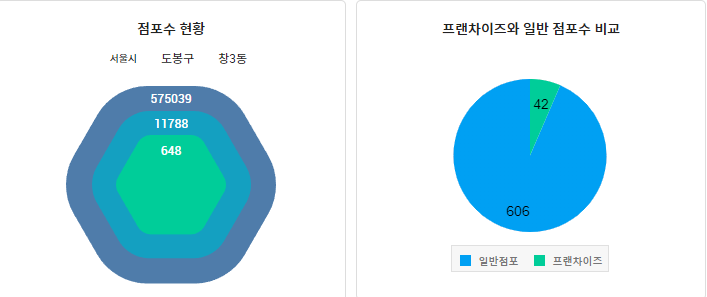 점포수 현황
서울시 도봉구 창3동
575039
11788
648
프랜차이즈와 일반 점포수 비교
42
606
일반점포 프랜차이즈